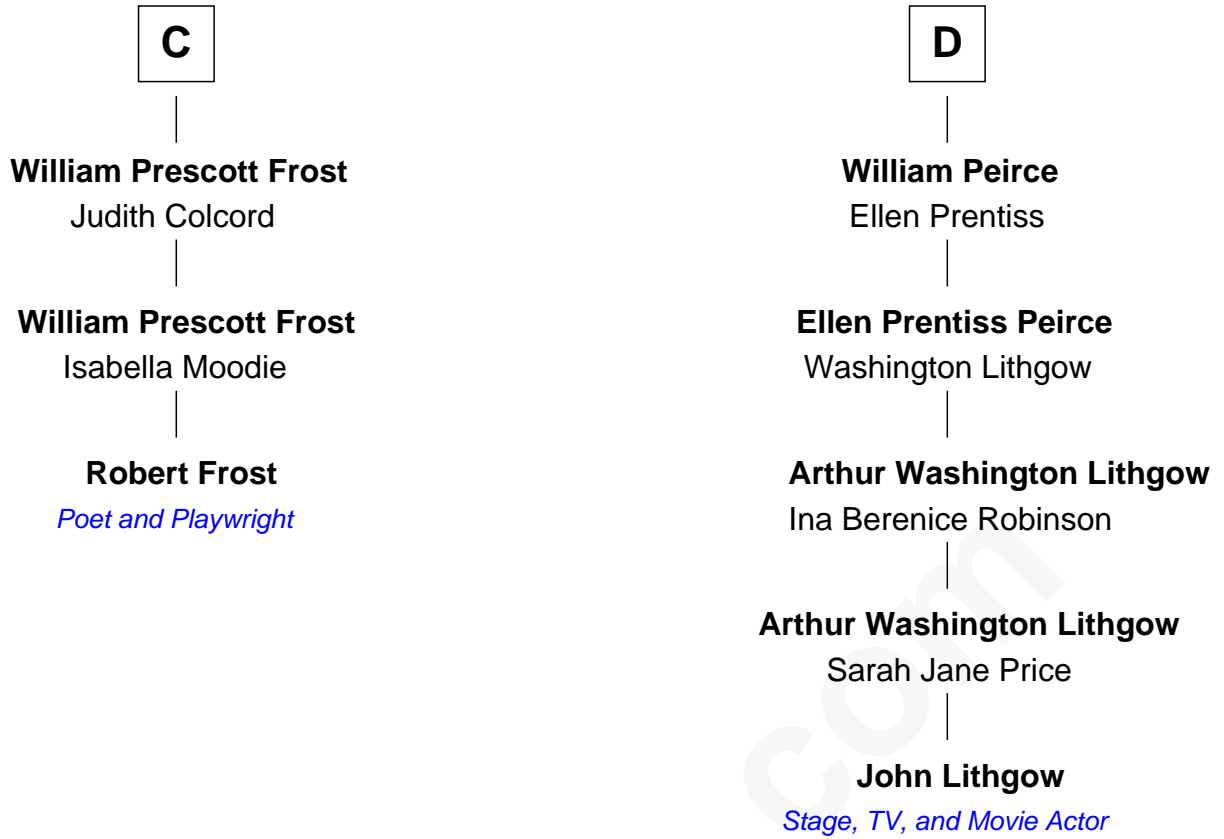 C
William Prescott Frost
Judith Colcord
William Prescott Frost
Isabella Moodie
Robert Frost
Poet and Playwright
D
William Peirce
Ellen Prentiss
Ellen Prentiss Peirce
Washington Lithgow
Arthur Washington Lithgow
Ina Berenice Robinson
Arthur Washington Lithgow
Sarah Jane Price
John Lithgow
Stage, TV, and Movie Actor
com